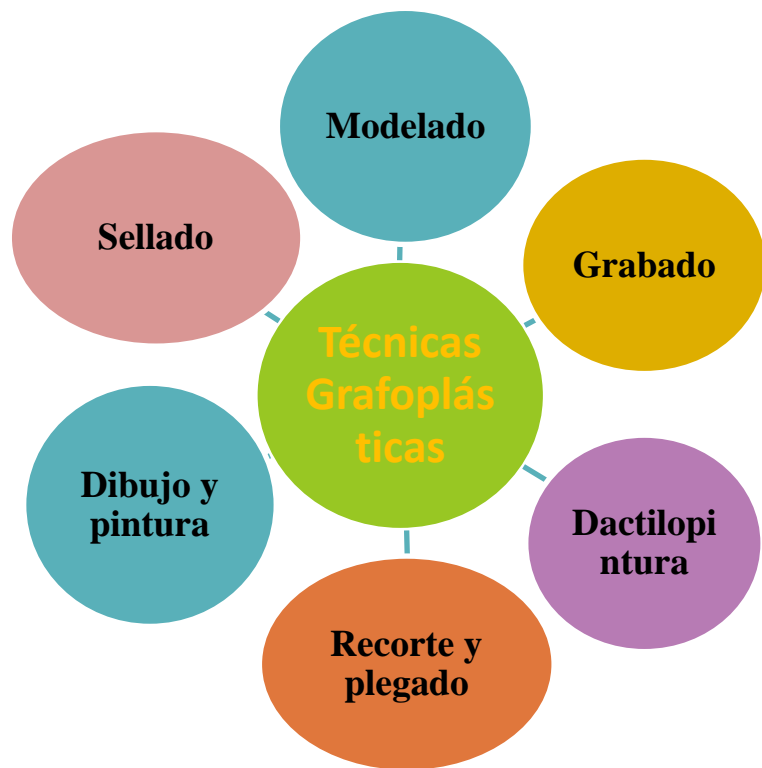 Modelado
Sellado
Grabado
Técnicas
Grafoplás
ticas
Dibujo y
pintura
Dactilopi
ntura
Recorte y
plegado